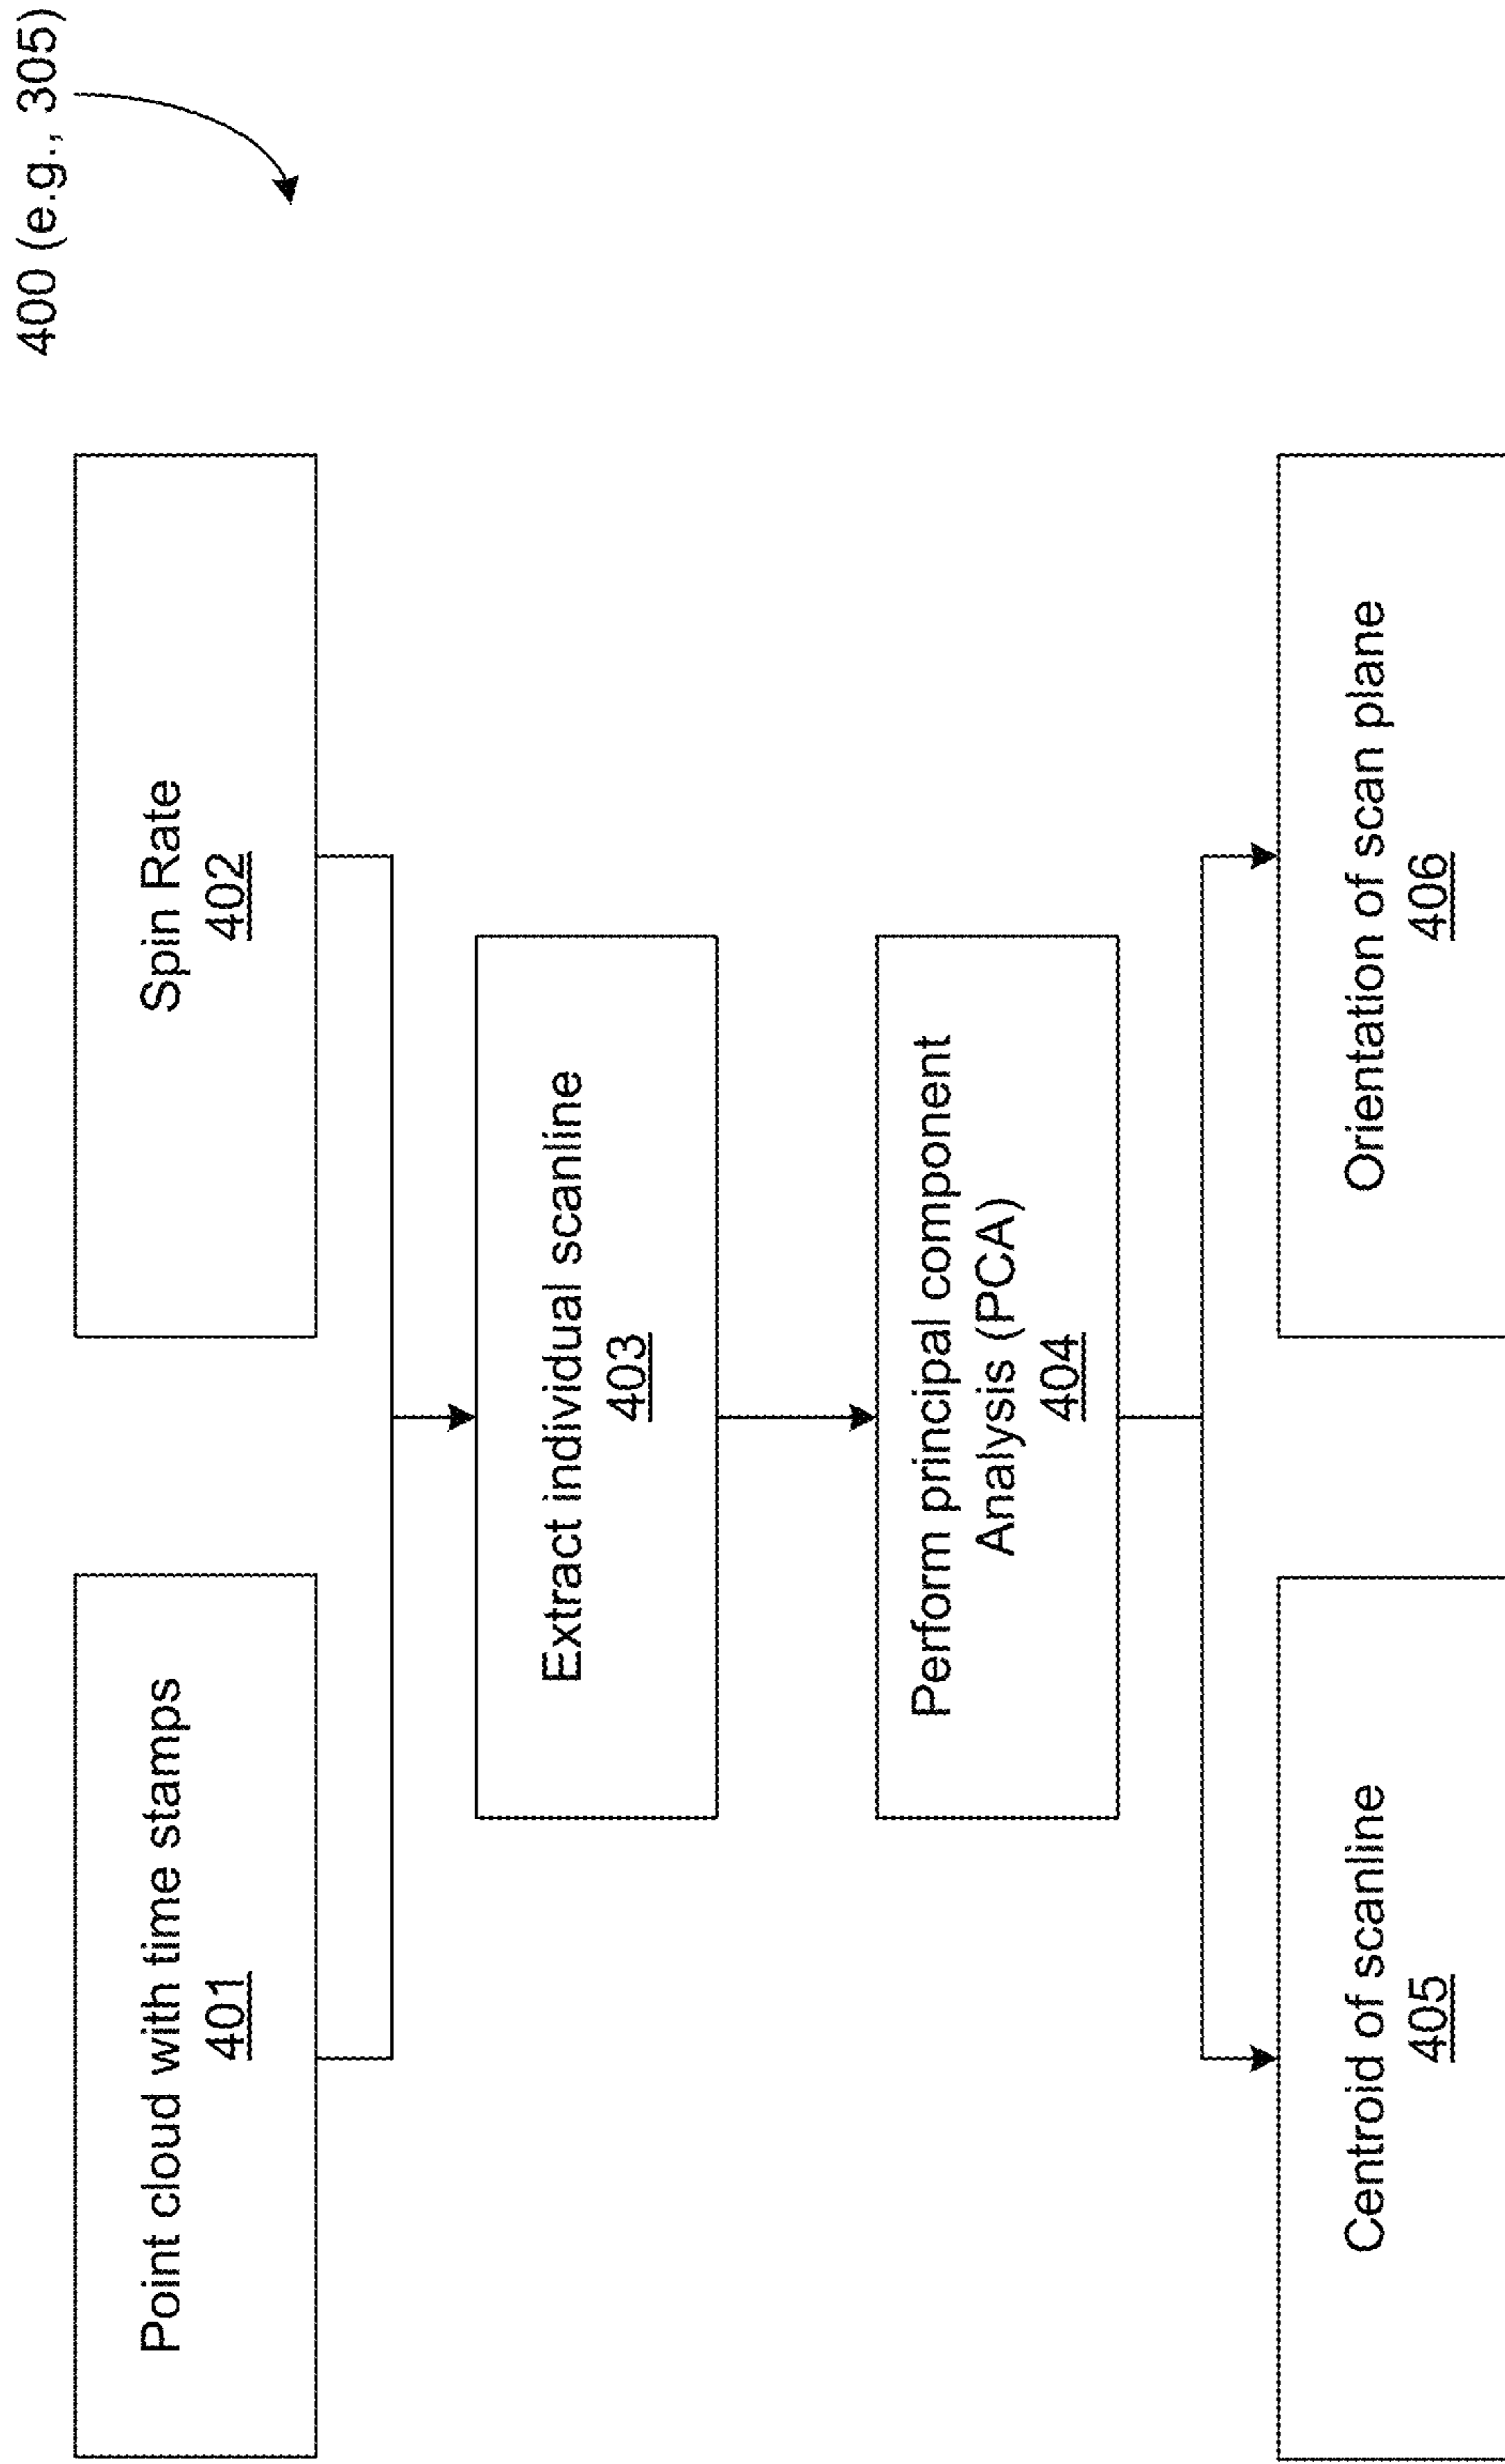 400 (e.g., 305)
Point cloud with time stamps
401
Spin Rate
402
Extract individual scanline
403
Perform principal component
Analysis (PCA)
404
Centroid of scanline
405
Orientation of scan plane
406